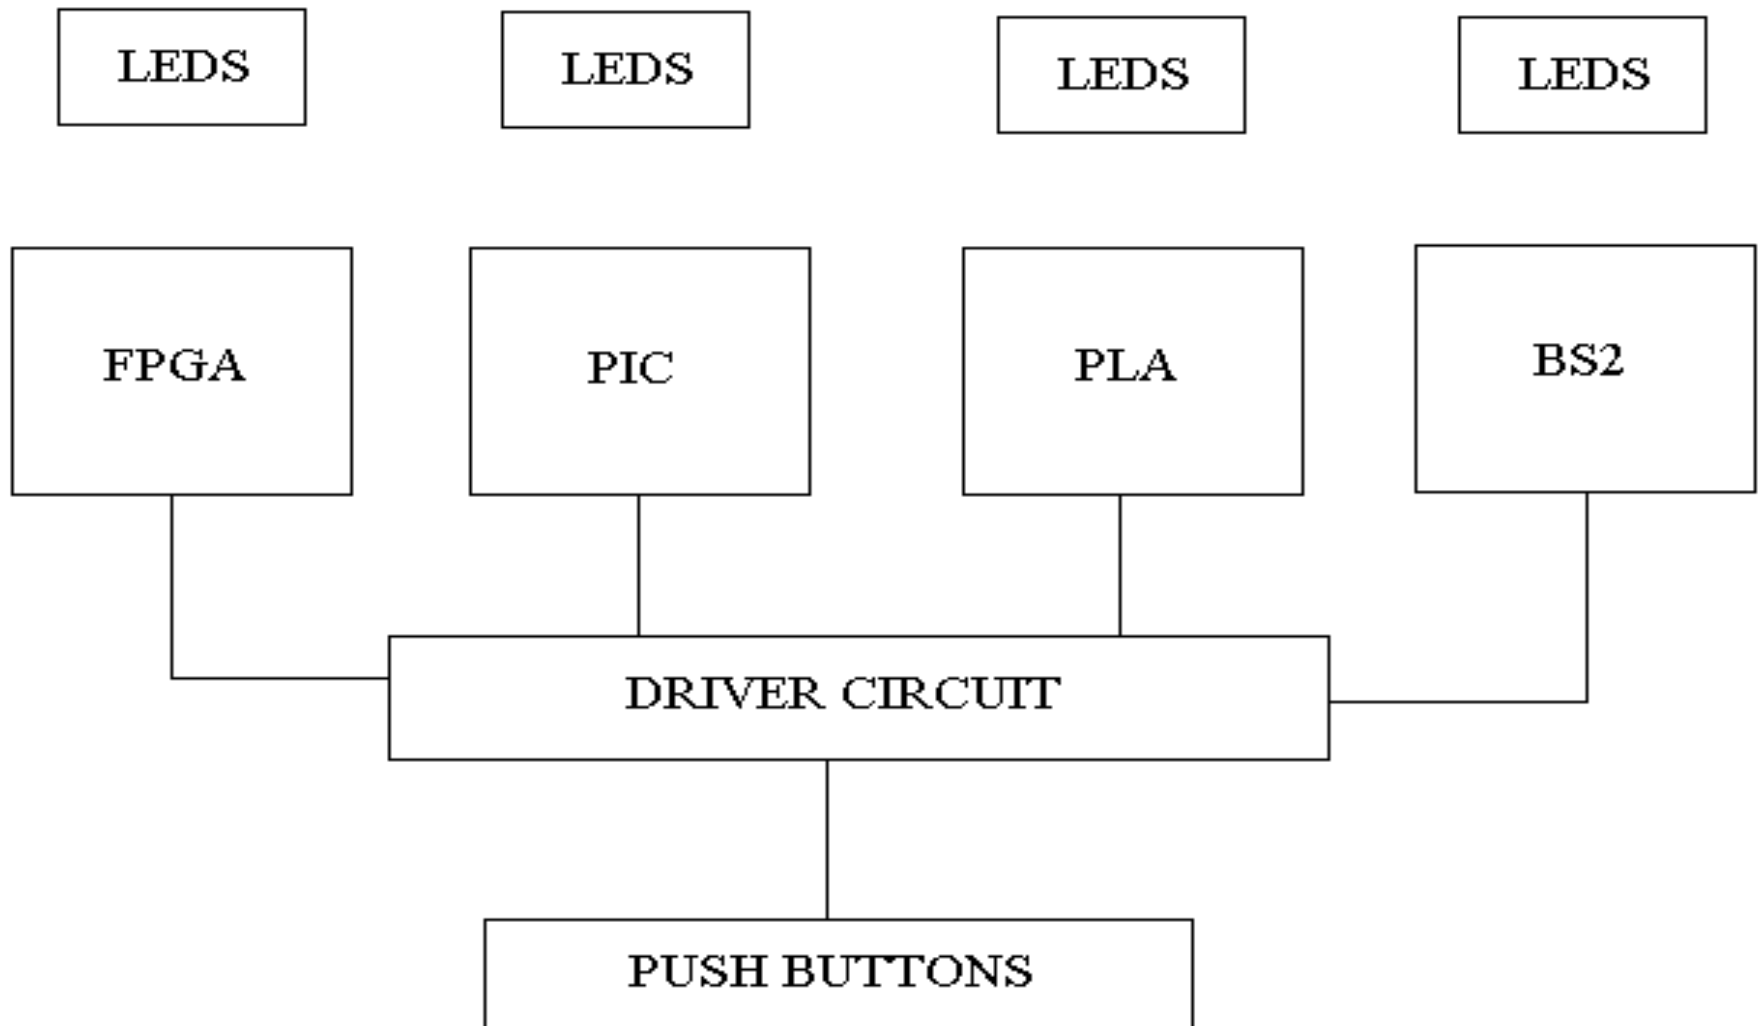 LEDS
LEDS
LEDS
LEDS
FPGA
PIC
PLA
BS2
DRIVER CIRCUIT
PUSH BUTTONS